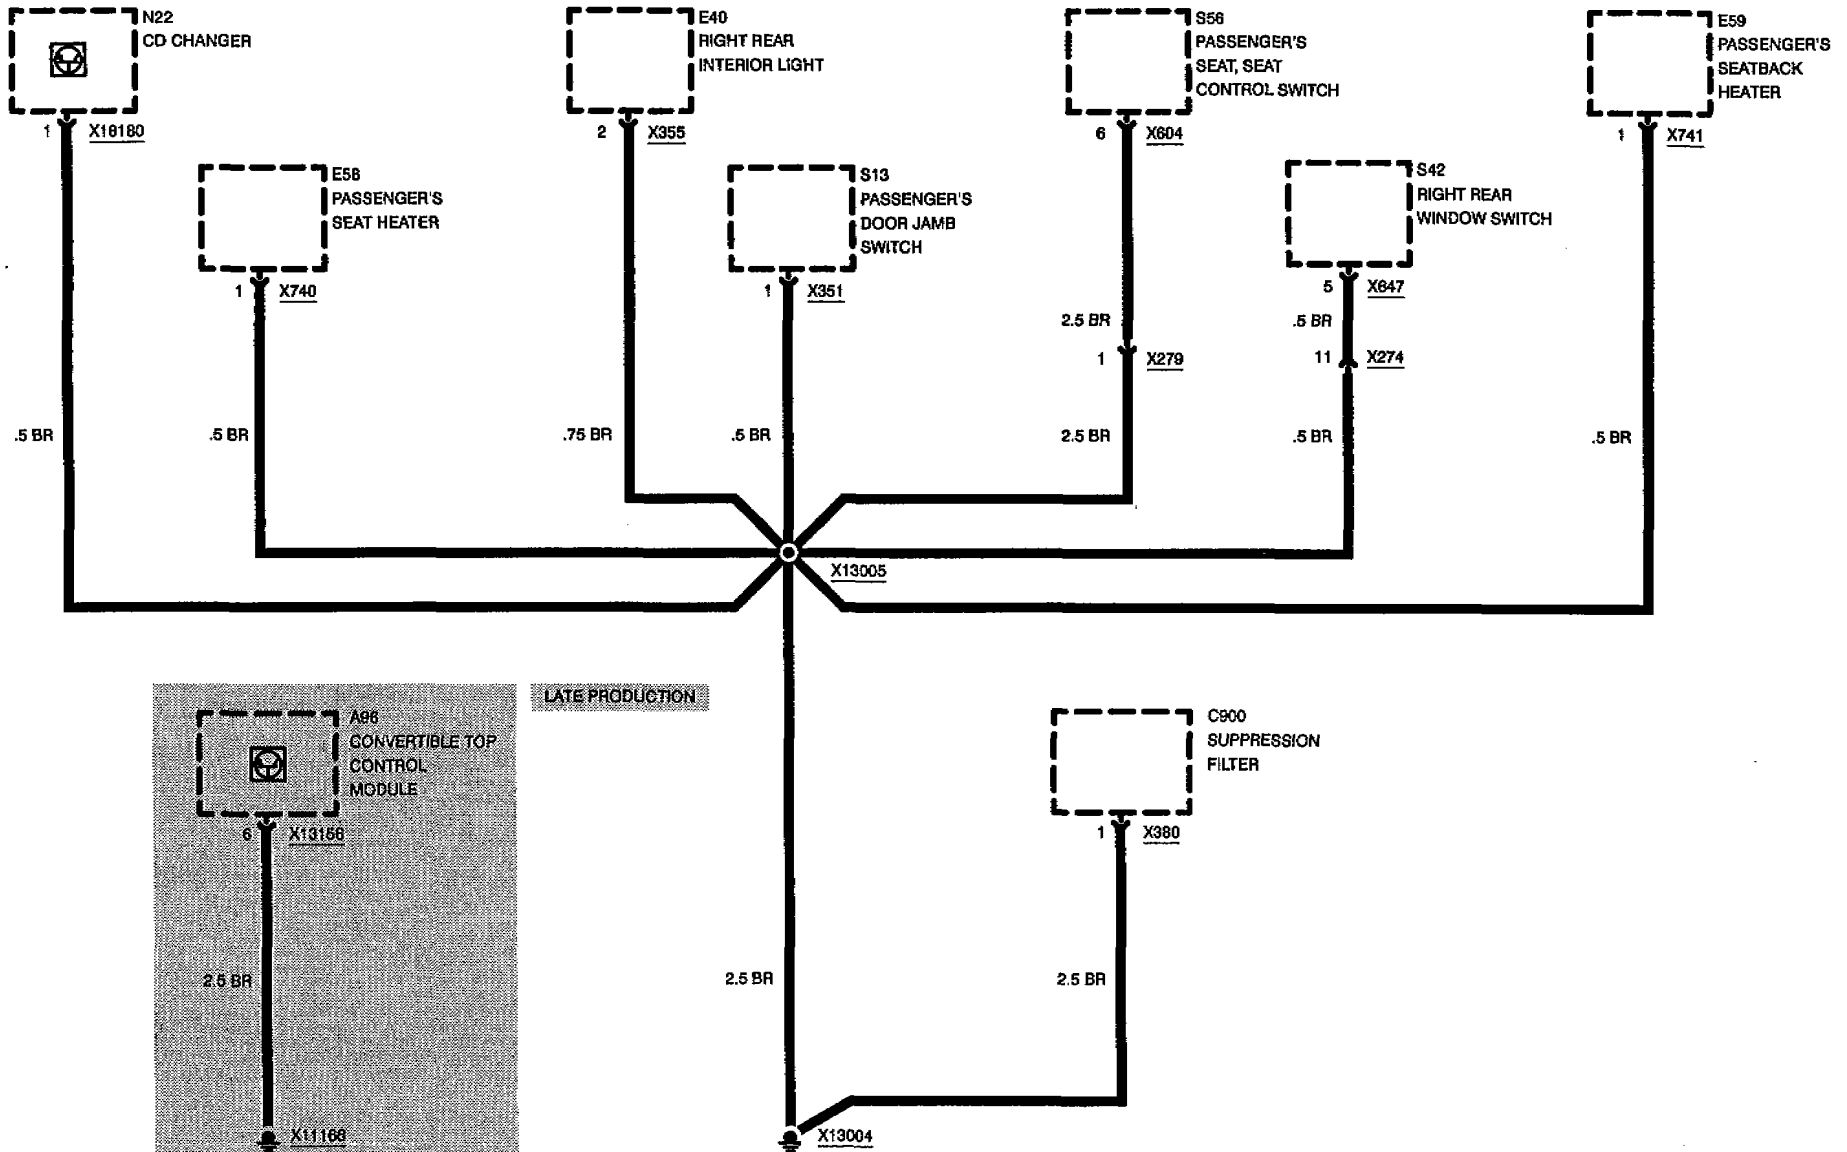 N22
CD CHANGER
1 X18180
E40
RIGHT REAR
INTERIOR LIGHT
2 X355
S56
PASSENGER'S
SEAT, SEAT
CONTROL SWITCH
6 X604
E59
PASSENGER'S
SEATBACK
HEATER
1 X741
E58
PASSENGER'S
SEAT HEATER
1 X740
S13
PASSENGER'S
DOOR JAMB
SWITCH
1 X351
S42
RIGHT REAR
WINDOW SWITCH
5 X647
2.5 BR
.5 BR
1 X279
11 X274
.5 BR
.5 BR
.75 BR
.5 BR
2.5 BR
.5 BR
.5 BR
X13005
LATE PRODUCTION
A96
CONVERTIBLE TOP
CONTROL
MODULE
6 X13156
C900
SUPPRESSION
FILTER
1 X380
2.5 BR
2.5 BR
2.5 BR
X11168
X13004